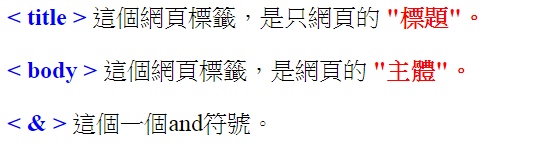 < title > 這個網頁標籤，是只網頁的 "標題"。
< body > 這個網頁標籤，是網頁的 "主體"。
< & > 這個一個and符號。